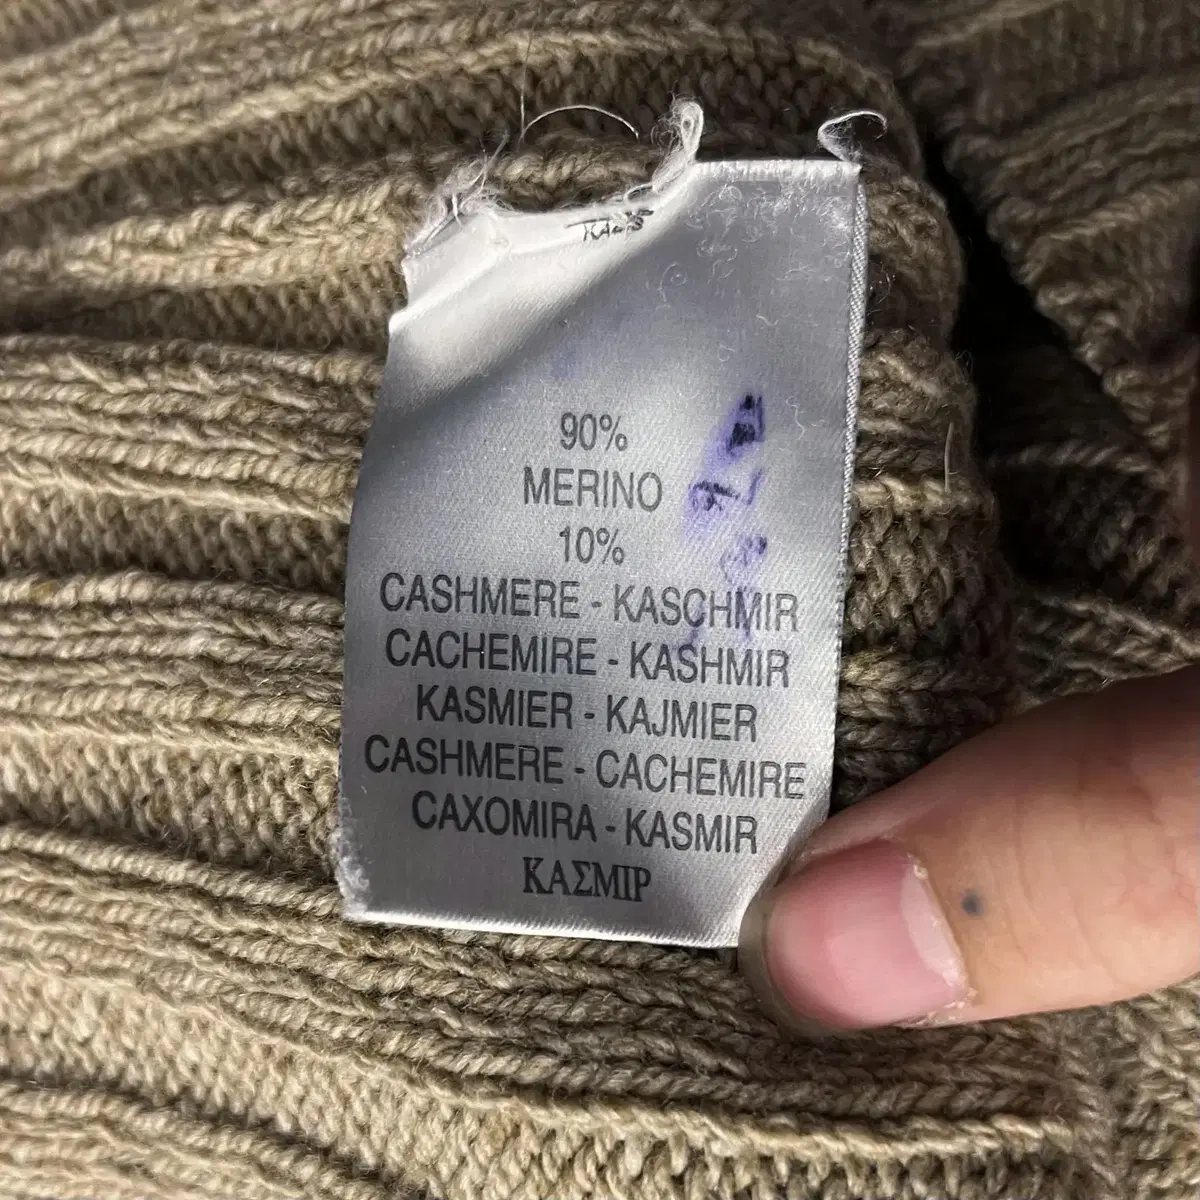 90%
MERINO
10%
CASHMERE - KASCHMIR
CACHEMIRE - KASHMIR
KASMIER - KAJMIER
CASHMERE - CACHEMIRE
CAXOMIRA - KASMIR
ΚΑΣΜΙΡ